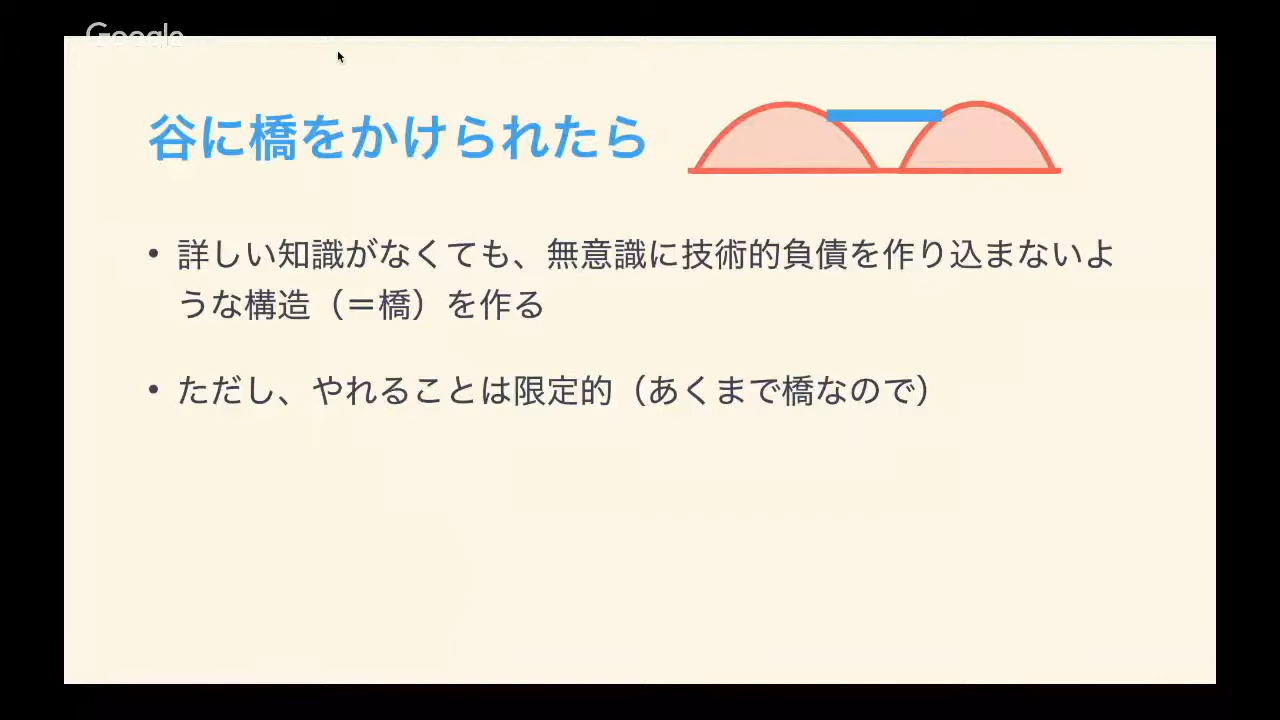 Google
谷に橋をかけられたら
• 詳しい知識がなくても、無意識に技術的負債を作り込まないよ
うな構造（＝橋）を作る
• ただし、やれることは限定的（あくまで橋なので）